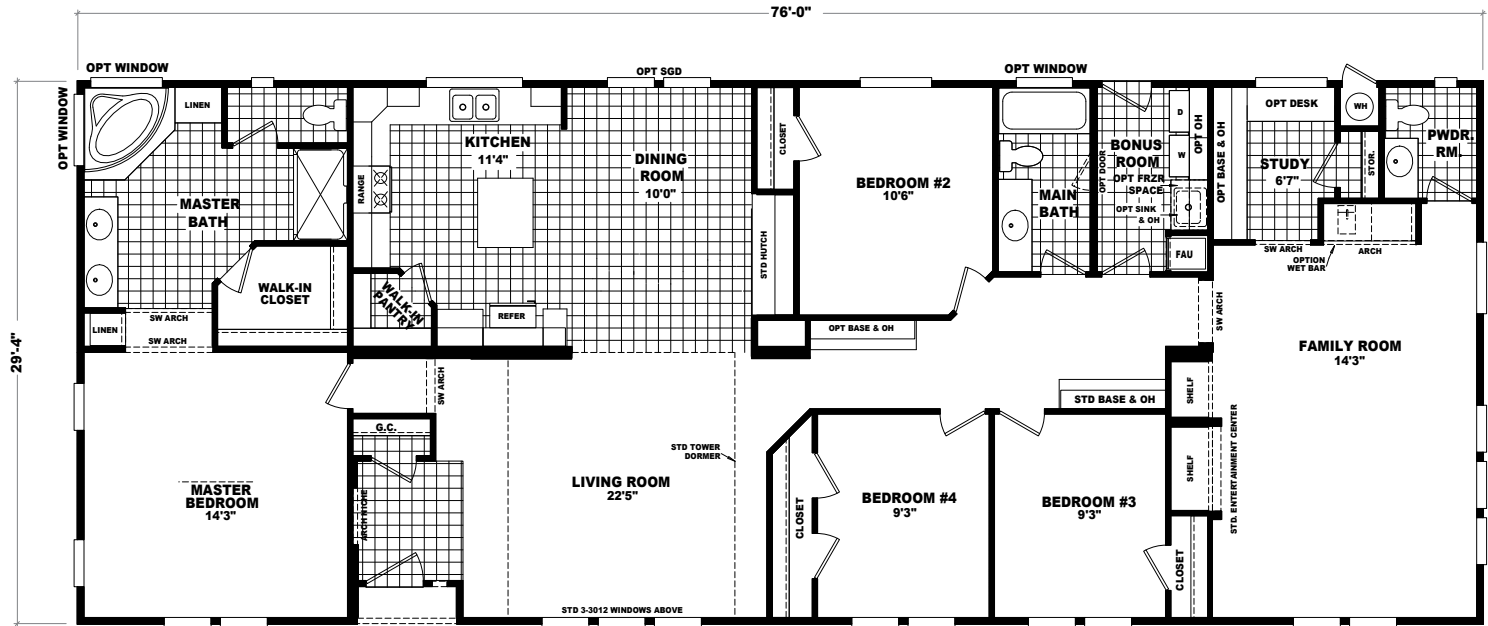 76'-0"
29'-4"
OPT WINDOW
OPT WINDOW
LINEN
MASTER
BATH
WALK-IN
CLOSET
LINEN
SW ARCH
SW ARCH
MASTER
BEDROOM
14'3"
KITCHEN
11'4"
RANGE
WALK-IN
PANTRY
REFER
OPT SGD
DINING
ROOM
10'0"
CLOSET
STD HUTCH
BEDROOM #2
10'6"
OPT BASE & OH
OPT WINDOW
MAIN
BATH
OPT DOOR
BONUS
ROOM
OPT FRZR
SPACE
OPT SINK
& OH
D
W
OPT OH
FAU
OPT BASE & OH
OPT DESK
STUDY
6'7"
SW ARCH
WH
STOR.
PWDR.
RM.
OPTION
WET BAR
ARCH
SW ARCH
FAMILY ROOM
14'3"
SW ARCH
G.C.
ARCH NICHE
STD TOWER
DORMER
LIVING ROOM
22'5"
STD 3-3012 WINDOWS ABOVE
CLOSET
BEDROOM #4
9'3"
BEDROOM #3
9'3"
STD BASE & OH
SHELF
SHELF
STD. ENTERTAINMENT CENTER
CLOSET